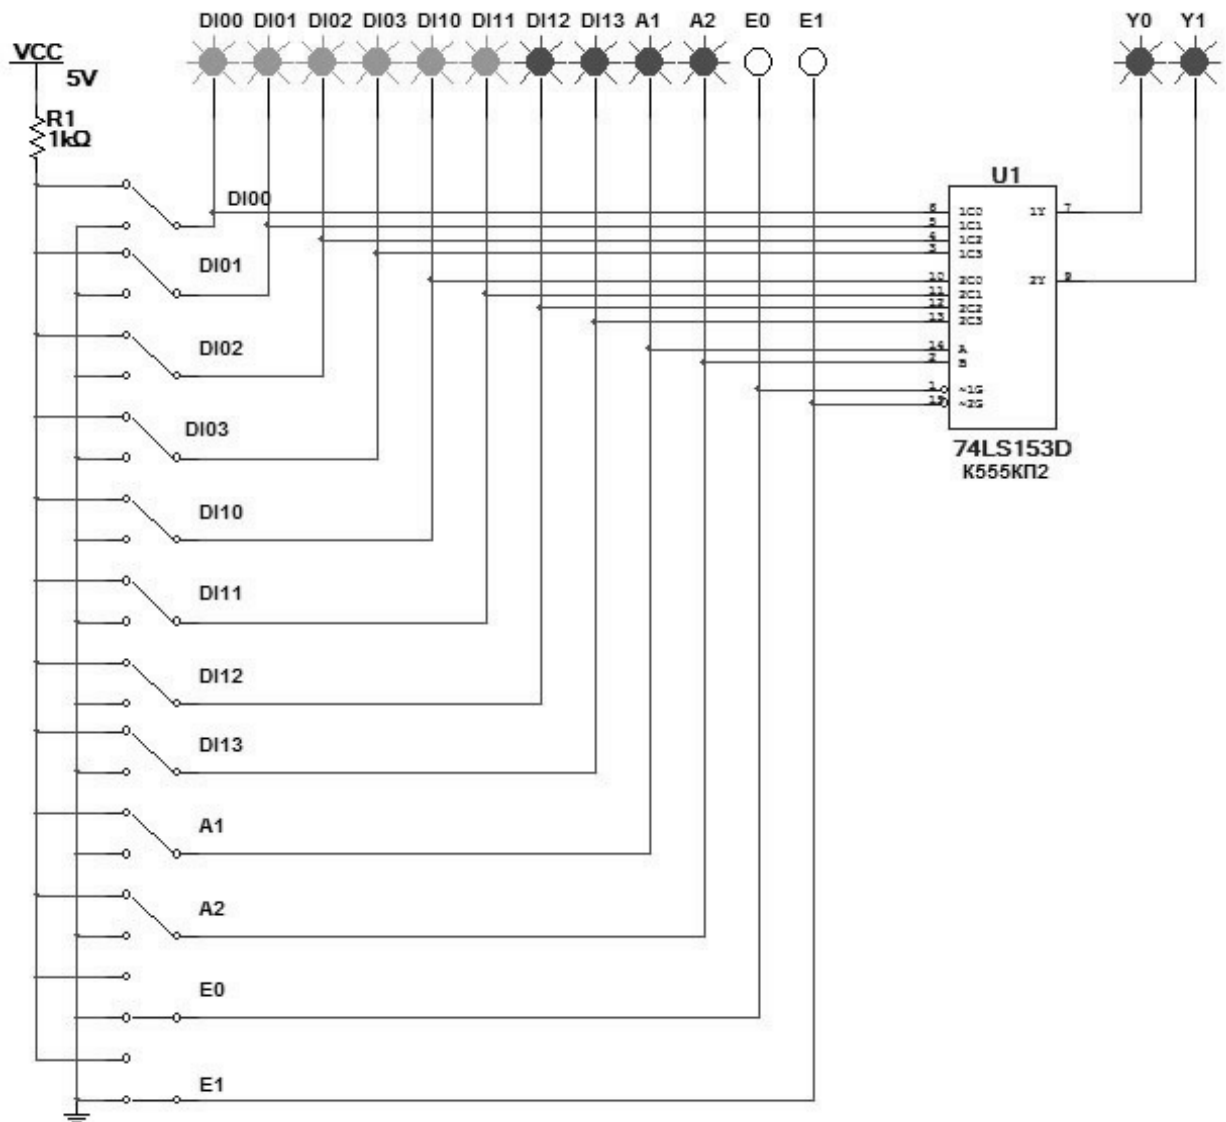 DI00 DI01 DI02 DI03 DI10 DI11 DI12 DI13 A1 A2 E0 E1 Y0 Y1
VCC
5V
R1
1kΩ
U1
DI00
6 1C0 1Y 7
5 1C1
4 1C2
3 1C3
DI01
10 2C0 2Y 9
11 2C1
12 2C2
13 2C3
DI02
14 A
2 B
1 ~1G
15 ~2G
DI03
74LS153D
К555КП2
DI10
DI11
DI12
DI13
A1
A2
E0
E1